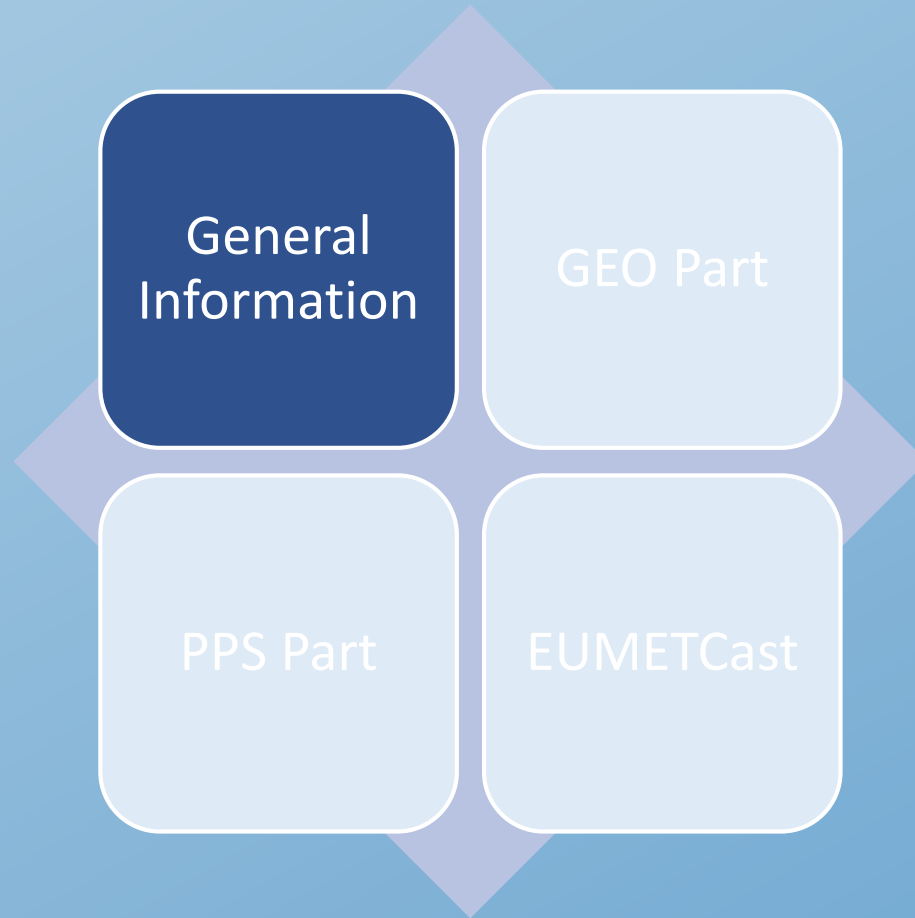 General
Information
GEO Part
PPS Part
EUMETCast